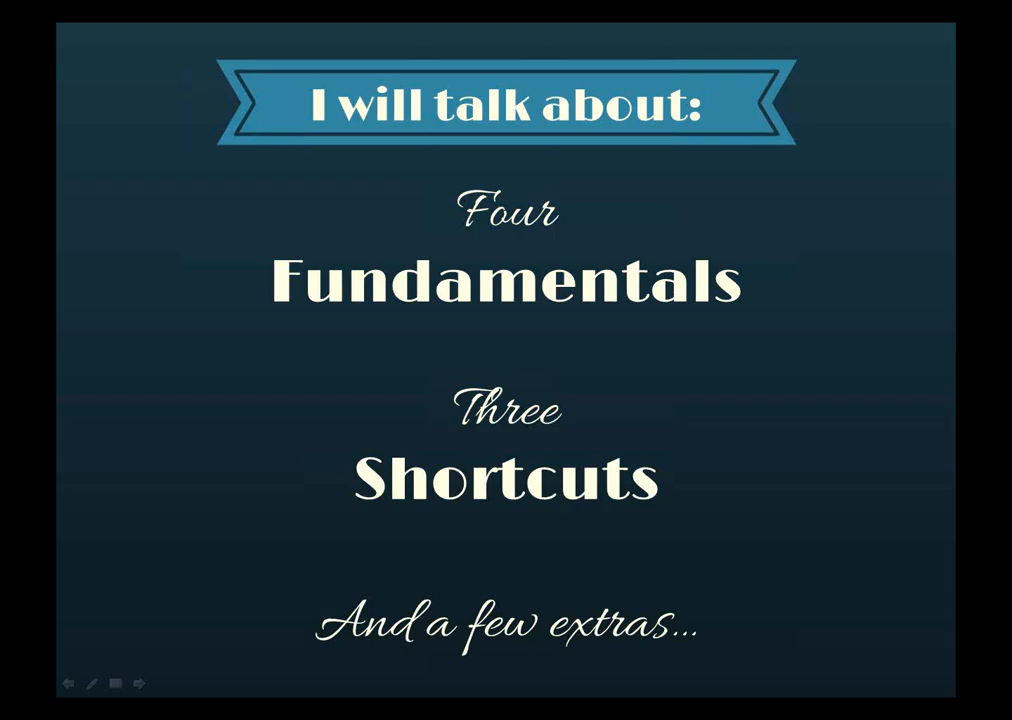 I will talk about:
Four
Fundamentals
Three
Shortcuts
And a few extras...